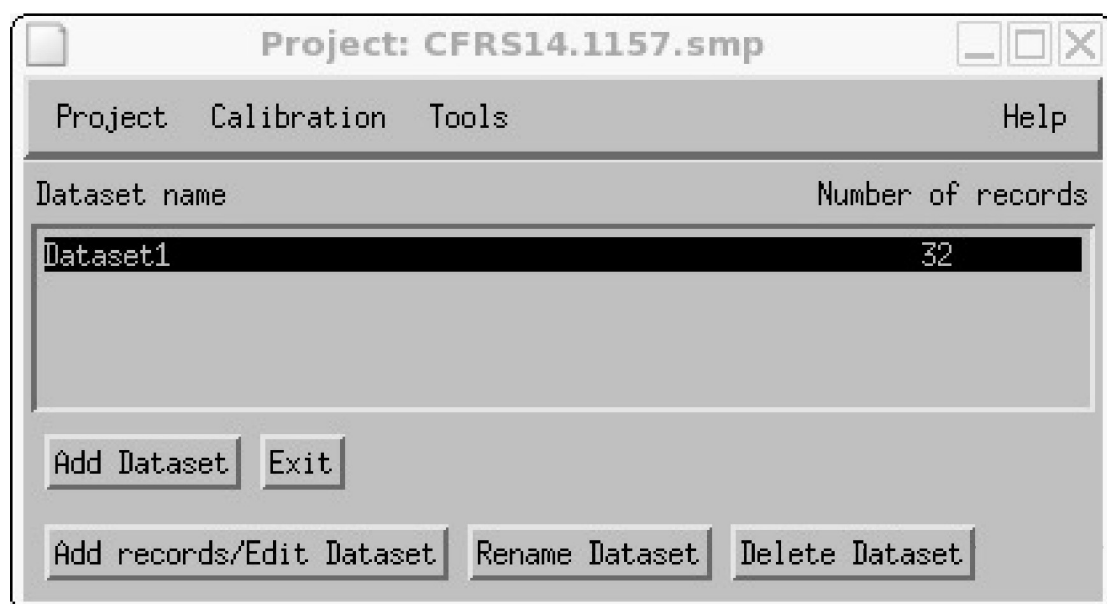 Project: CFRS14.1157.smp
Project Calibration Tools Help
Dataset name Number of records
Dataset1 32
Add Dataset Exit
Add records/Edit Dataset Rename Dataset Delete Dataset